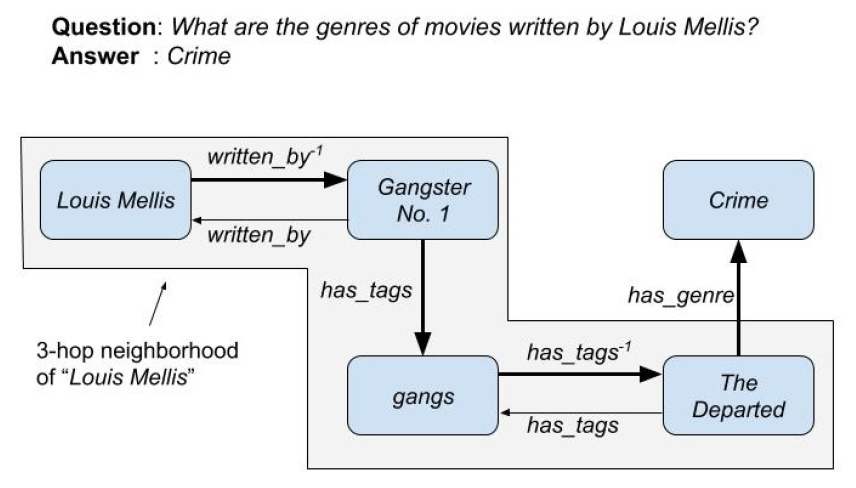 Question: What are the genres of movies written by Louis Mellis?
Answer : Crime
written_by-1
Louis Mellis
Gangster
No. 1
Crime
written_by
has_tags
has_genre
3-hop neighborhood
of “Louis Mellis”
has_tags-1
gangs
The
Departed
has_tags